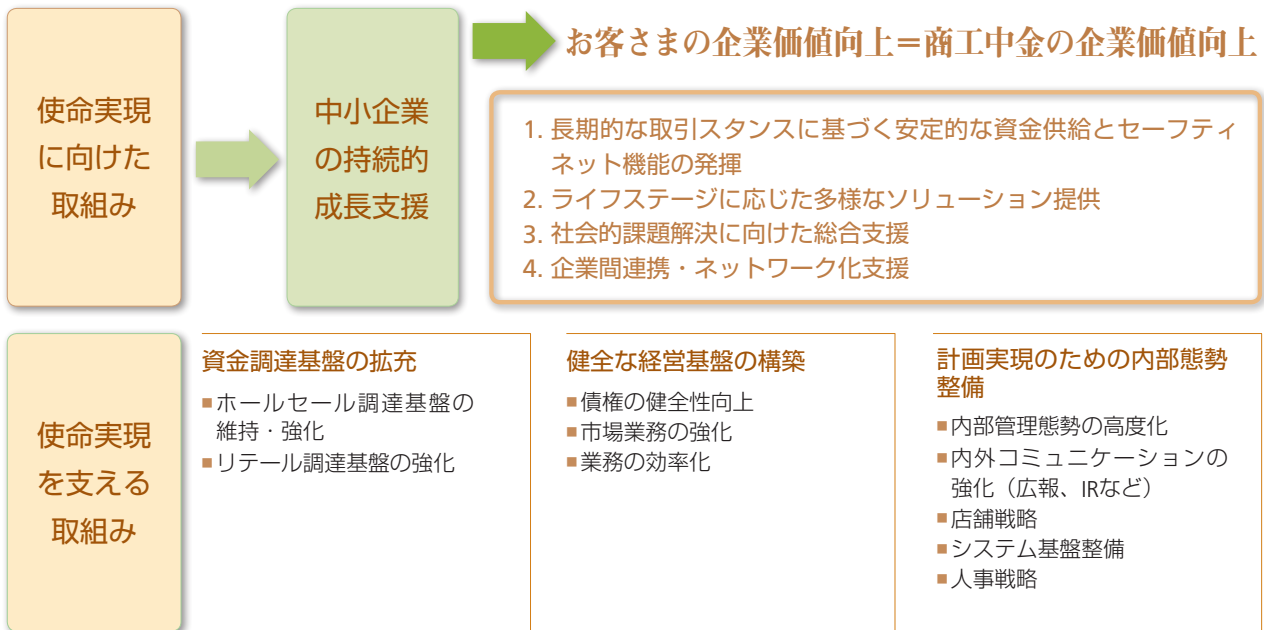 使命実現
に向けた
取組み
中小企業
の持続的
成長支援
お客さまの企業価値向上＝商工中金の企業価値向上
1. 長期的な取引スタンスに基づく安定的な資金供給とセーフティ
ネット機能の発揮
2. ライフステージに応じた多様なソリューション提供
3. 社会的課題解決に向けた総合支援
4. 企業間連携・ネットワーク化支援
使命実現
を支える
取組み
資金調達基盤の拡充
■ホールセール調達基盤の
維持・強化
■リテール調達基盤の強化
健全な経営基盤の構築
■債権の健全性向上
■市場業務の強化
■業務の効率化
計画実現のための内部態勢
整備
■内部管理態勢の高度化
■内外コミュニケーションの
強化（広報、IRなど）
■店舗戦略
■システム基盤整備
■人事戦略